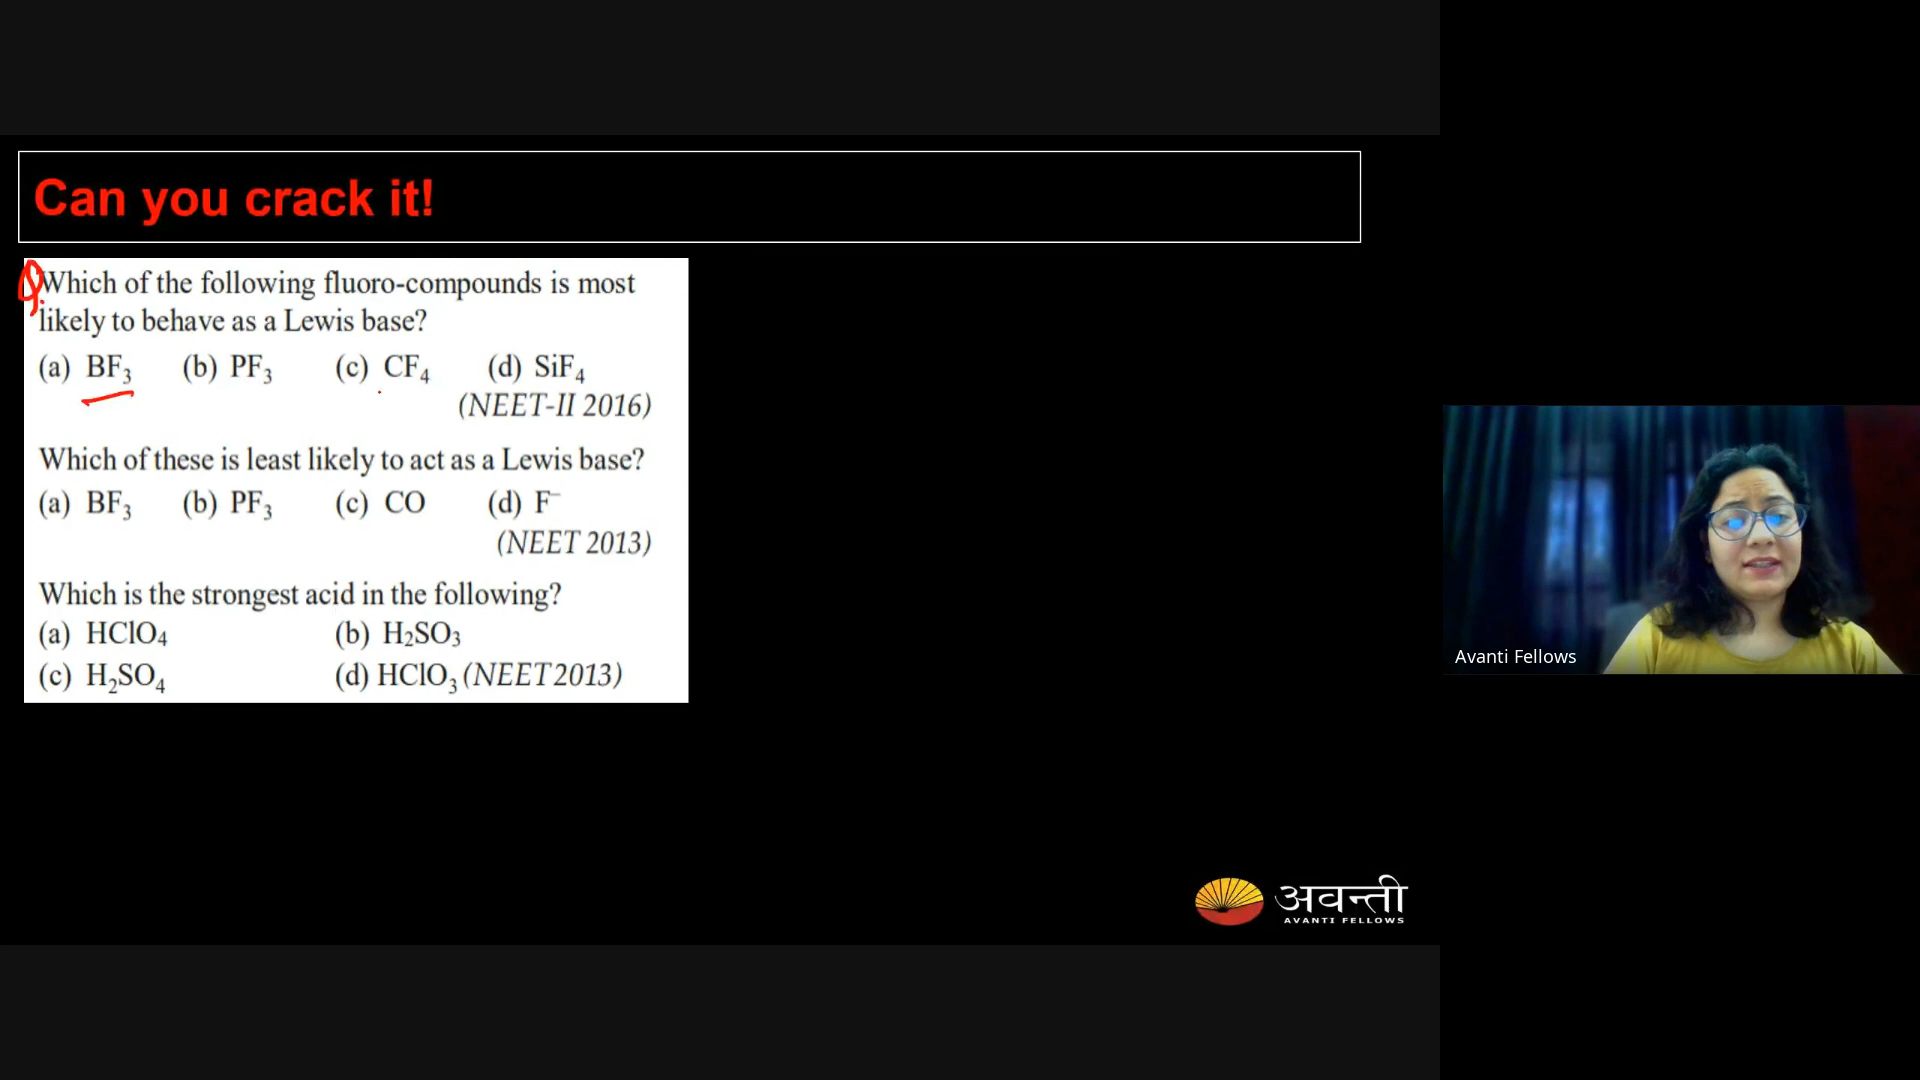 Can you crack it!
Q. Which of the following fluoro-compounds is most
likely to behave as a Lewis base?
(a) BF₃ (b) PF₃ (c) CF₄ (d) SiF₄
(NEET-II 2016)
Which of these is least likely to act as a Lewis base?
(a) BF₃ (b) PF₃ (c) CO (d) F⁻
(NEET 2013)
Which is the strongest acid in the following?
(a) HClO₄ (b) H₂SO₃
(c) H₂SO₄ (d) HClO₃ (NEET 2013)
Avanti Fellows
अवन्ती
AVANTI FELLOWS